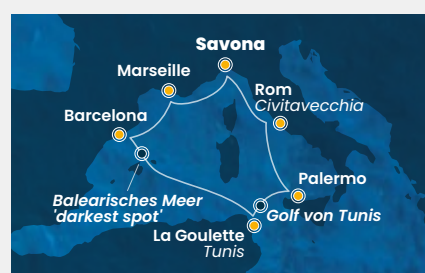 Savona
Marseille
Rom
Civitavecchia
Barcelona
Palermo
Balearisches Meer
'darkest spot'
Golf von Tunis
La Goulette
Tunis